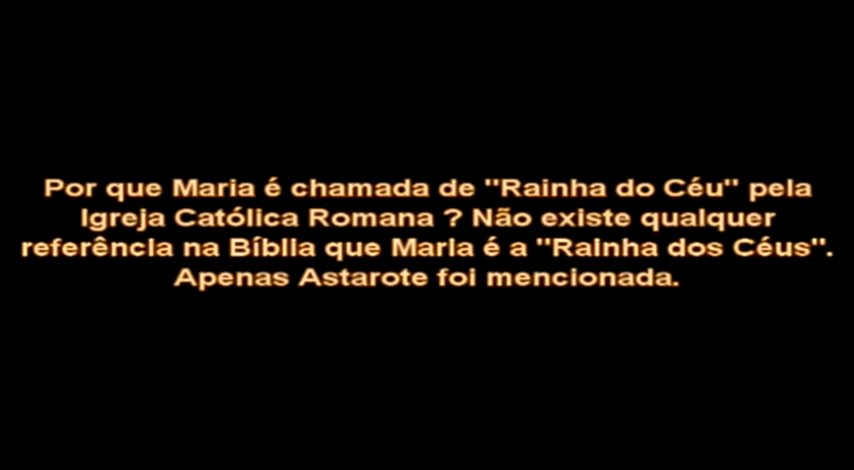 Por que Maria é chamada de "Rainha do Céu" pela
Igreja Católica Romana ? Não existe qualquer
referência na Bíblia que Maria é a "Rainha dos Céus".
Apenas Astarote foi mencionada.